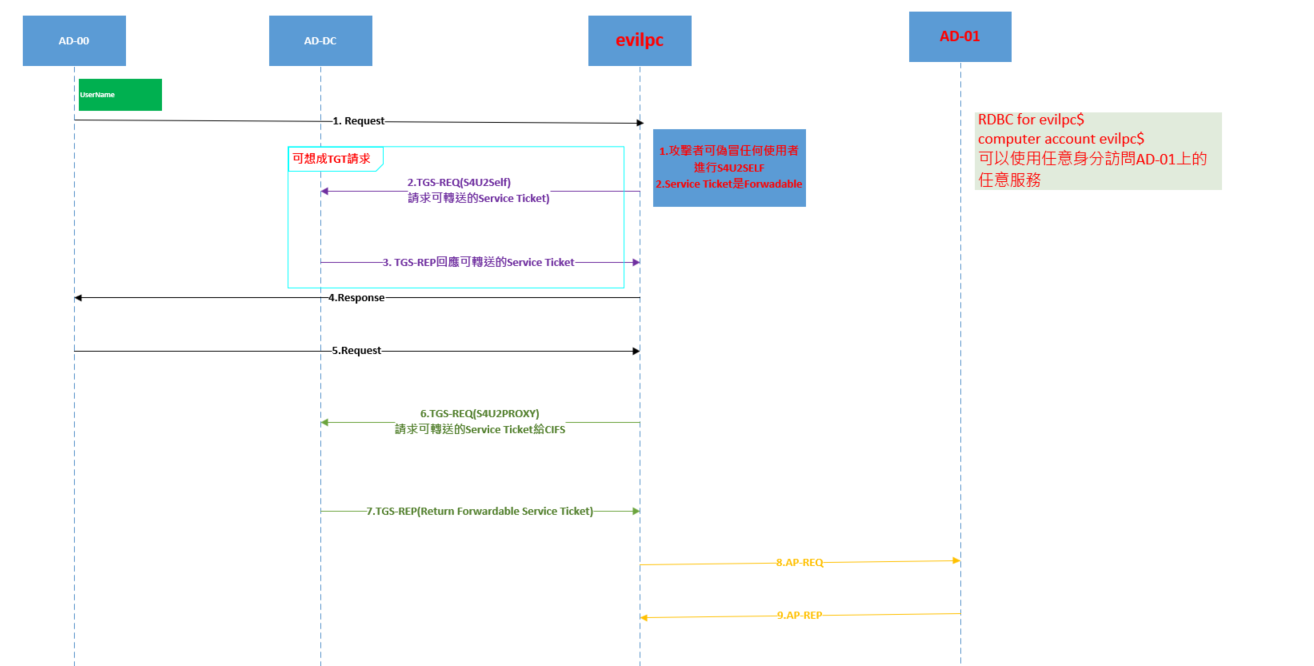 AD-00
AD-DC
evilpc
AD-01
UserName
1. Request
RDBC for evilpc$
computer account evilpc$
可以使用任意身分訪問AD-01上的
任意服務
1.攻擊者可偽冒任何使用者
進行S4U2SELF
2.Service Ticket是Forwadable
可想成TGT請求
2.TGS-REQ(S4U2Self)
請求可轉送的Service Ticket)
3. TGS-REP回應可轉送的Service Ticket
4.Response
5.Request
6.TGS-REQ(S4U2PROXY)
請求可轉送的Service Ticket給CIFS
7.TGS-REP(Return Forwardable Service Ticket)
8.AP-REQ
9.AP-REP